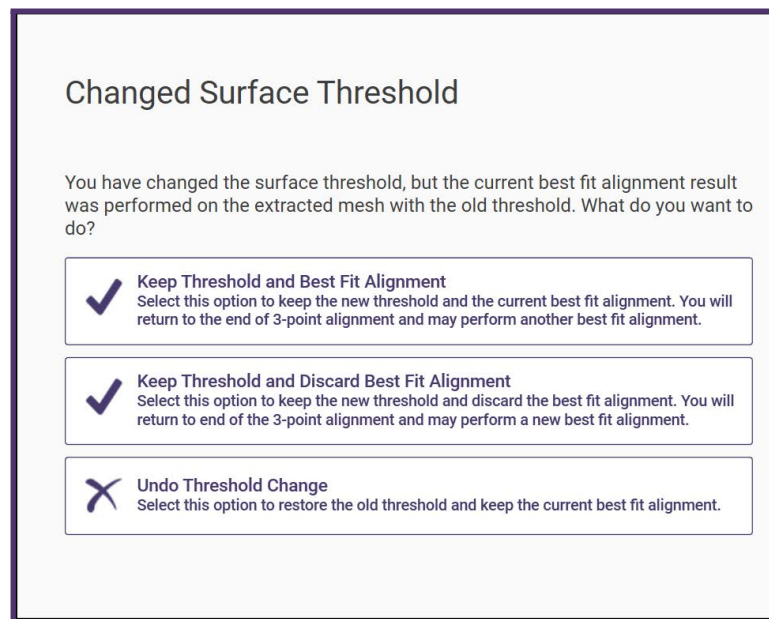 Changed Surface Threshold
You have changed the surface threshold, but the current best fit alignment result
was performed on the extracted mesh with the old threshold. What do you want to
do?
Keep Threshold and Best Fit Alignment
Select this option to keep the new threshold and the current best fit alignment. You will
return to the end of 3-point alignment and may perform another best fit alignment.
Keep Threshold and Discard Best Fit Alignment
Select this option to keep the new threshold and discard the best fit alignment. You will
return to end of the 3-point alignment and may perform a new best fit alignment.
Undo Threshold Change
Select this option to restore the old threshold and keep the current best fit alignment.